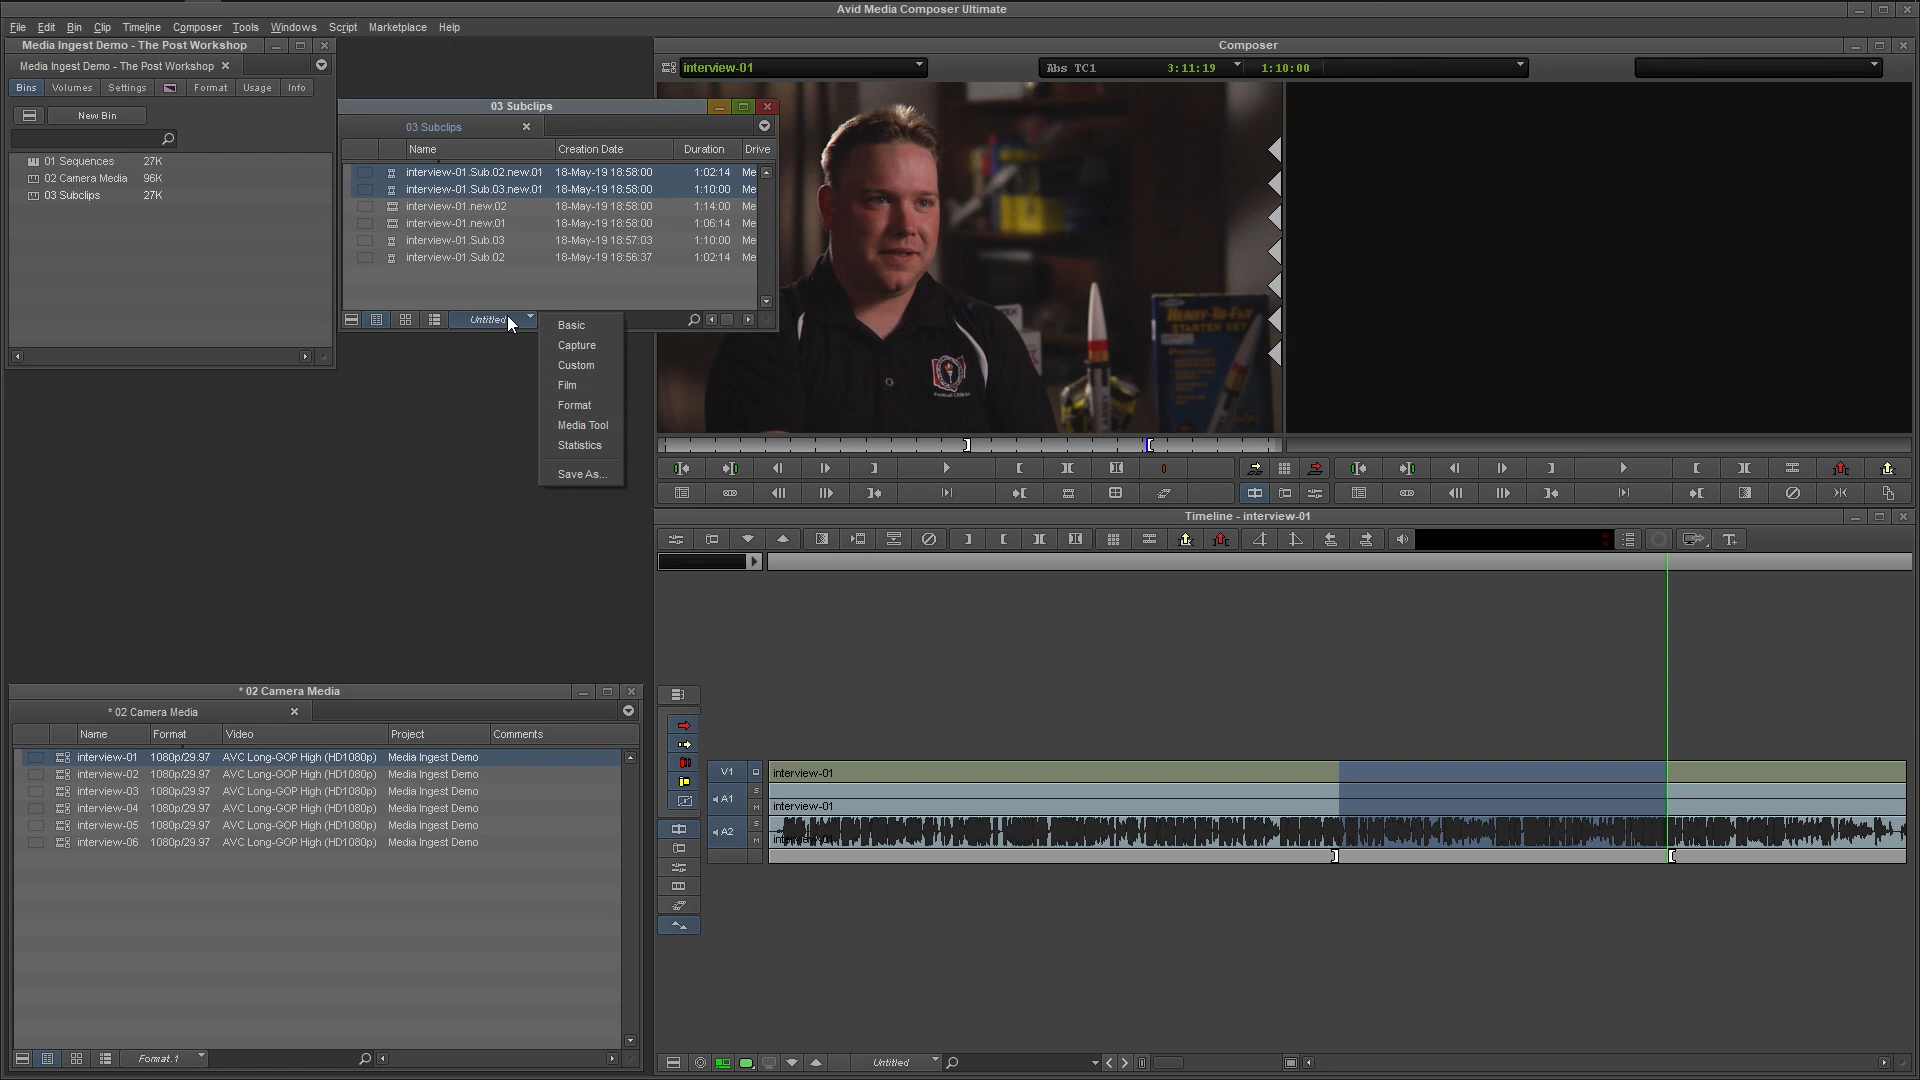 Avid Media Composer Ultimate
File Edit Bin Clip Timeline Composer Tools Windows Script Marketplace Help
Media Ingest Demo - The Post Workshop
Media Ingest Demo - The Post Workshop
Bins Volumes Settings Format Usage Info
New Bin
01 Sequences 27K
02 Camera Media 96K
03 Subclips 27K
03 Subclips
03 Subclips
Name Creation Date Duration Drive
interview-01.Sub.02.new.01 18-May-19 18:58:00 1:02:14 Me
interview-01.Sub.03.new.01 18-May-19 18:58:00 1:10:00 Me
interview-01.new.02 18-May-19 18:58:00 1:14:00 Me
interview-01.new.01 18-May-19 18:58:00 1:06:14 Me
interview-01.Sub.03 18-May-19 18:57:03 1:10:00 Me
interview-01.Sub.02 18-May-19 18:56:37 1:02:14 Me
Untitled
Basic
Capture
Custom
Film
Format
Media Tool
Statistics
Save As...
Composer
interview-01
Abs TC1 3:11:19 1:10:00
READY-TO-FLY
STARTER SET
Football Official
ARMY
Timeline - interview-01
V1 interview-01
S
A1
M
interview-01
S
A2
M
interview-01
Untitled
* 02 Camera Media
* 02 Camera Media
Name Format Video Project Comments
interview-01 1080p/29.97 AVC Long-GOP High (HD1080p) Media Ingest Demo
interview-02 1080p/29.97 AVC Long-GOP High (HD1080p) Media Ingest Demo
interview-03 1080p/29.97 AVC Long-GOP High (HD1080p) Media Ingest Demo
interview-04 1080p/29.97 AVC Long-GOP High (HD1080p) Media Ingest Demo
interview-05 1080p/29.97 AVC Long-GOP High (HD1080p) Media Ingest Demo
interview-06 1080p/29.97 AVC Long-GOP High (HD1080p) Media Ingest Demo
Format.1